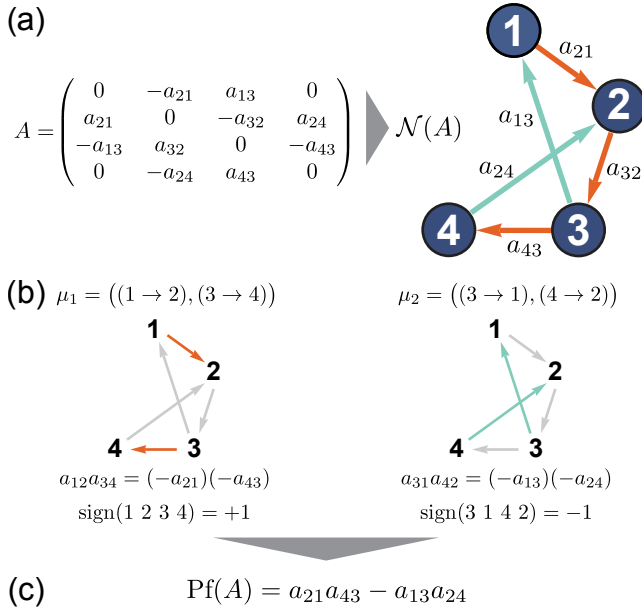 (a)
A = ( 0 −a₂₁ a₁₃ 0
a₂₁ 0 −a₃₂ a₂₄
−a₁₃ a₃₂ 0 −a₄₃
0 −a₂₄ a₄₃ 0 )
𝒩(A)
1
a₂₁
2
a₁₃
a₂₄
a₃₂
4
a₄₃
3
(b)
μ₁ = ((1 → 2), (3 → 4))
1
2
4
3
a₁₂a₃₄ = (−a₂₁)(−a₄₃)
sign(1 2 3 4) = +1
μ₂ = ((3 → 1), (4 → 2))
1
2
4
3
a₃₁a₄₂ = (−a₁₃)(−a₂₄)
sign(3 1 4 2) = −1
(c)
Pf(A) = a₂₁a₄₃ − a₁₃a₂₄